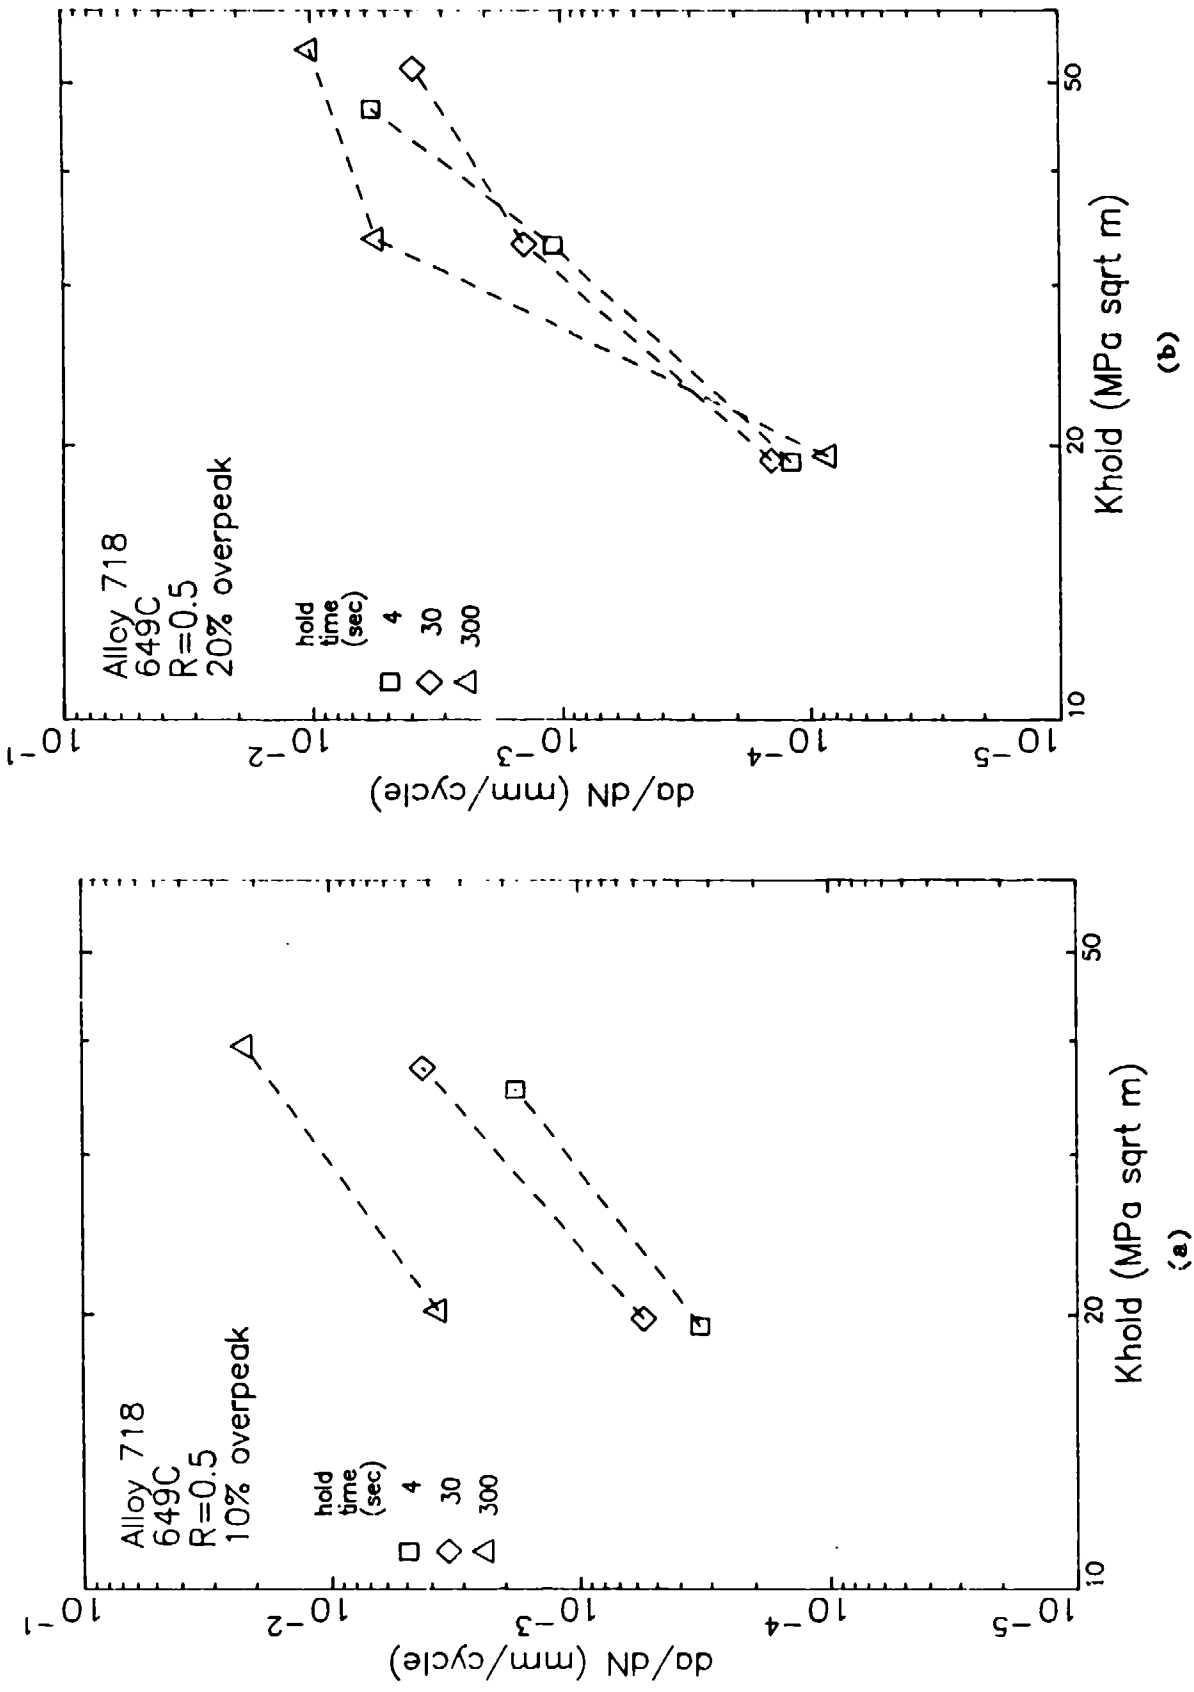 Alloy 718
649C
R=0.5
10% overpeak
hold
time
(sec)
4
30
300
10⁻¹
10⁻²
10⁻³
10⁻⁴
10⁻⁵
da/dN (mm/cycle)
10
20
50
Khold (MPa sqrt m)
(a)
Alloy 718
649C
R=0.5
20% overpeak
hold
time
(sec)
4
30
300
10⁻¹
10⁻²
10⁻³
10⁻⁴
10⁻⁵
da/dN (mm/cycle)
10
20
50
Khold (MPa sqrt m)
(b)